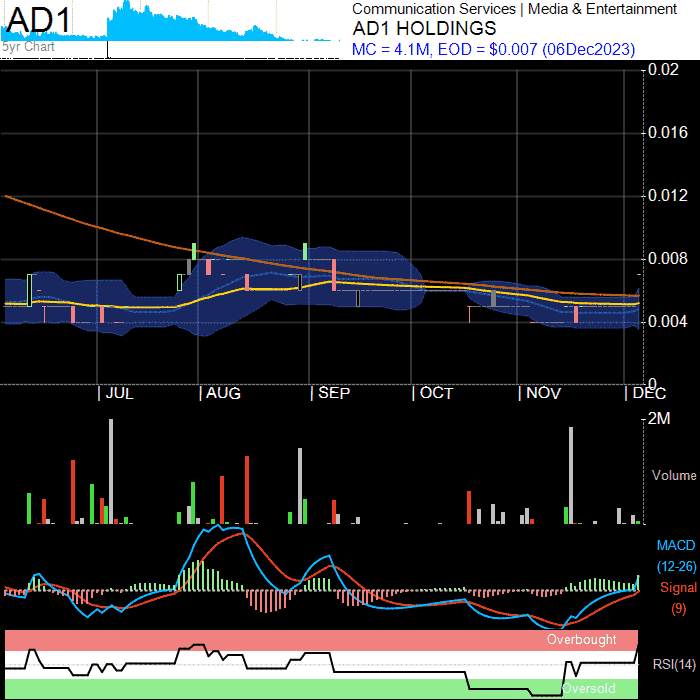 AD1
5yr Chart
Communication Services | Media & Entertainment
AD1 HOLDINGS
MC = 4.1M, EOD = $0.007 (06Dec2023)
0.02
0.016
0.012
0.008
0.004
0
JUL AUG SEP OCT NOV DEC
2M
Volume
MACD
(12-26)
Signal
(9)
Overbought
RSI(14)
Oversold